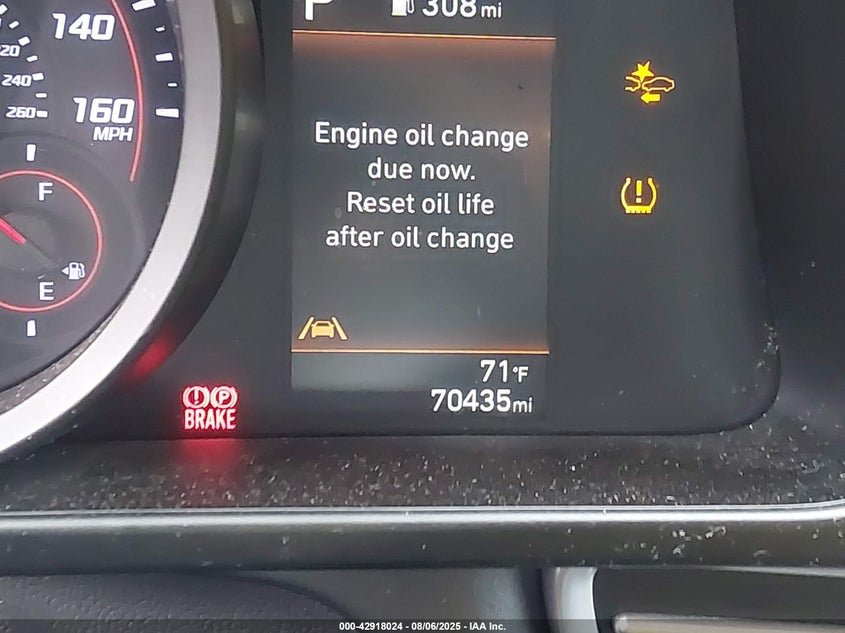 P 308mi
140
220
240
160
260
MPH
Engine oil change
due now.
Reset oil life
after oil change
F
E
71°F
70435mi
(!) (P)
BRAKE
000-42918024 - 08/06/2025 - IAA Inc.